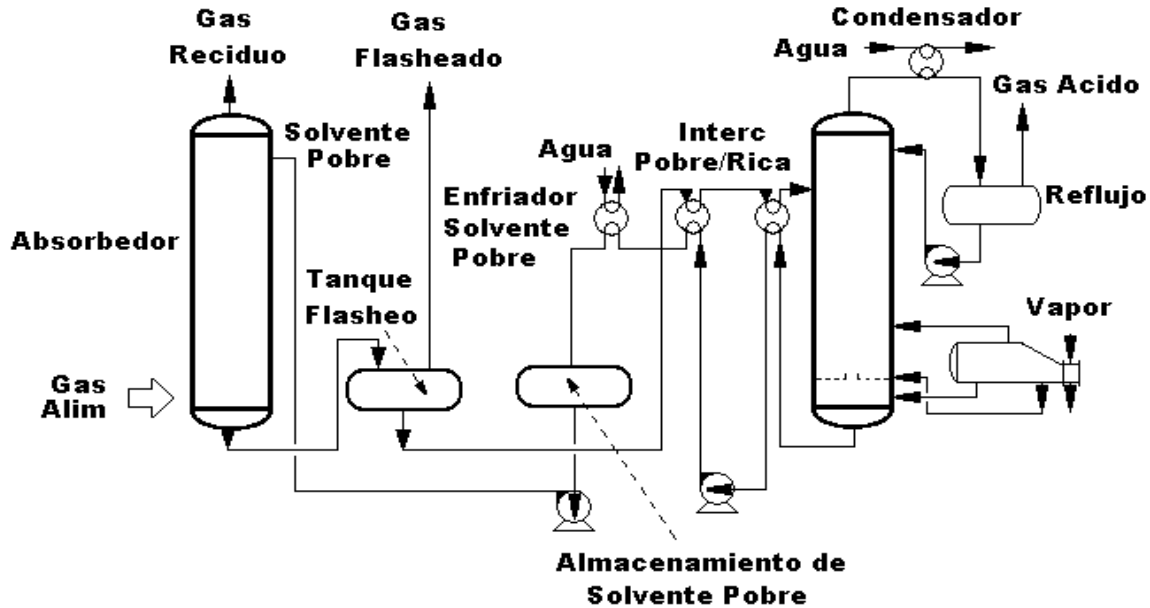 Gas
Reciduo
Gas
Flasheado
Condensador
Agua
Gas Acido
Solvente
Pobre
Agua
Interc
Pobre/Rica
Enfriador
Solvente
Pobre
Reflujo
Absorbedor
Tanque
Flasheo
Vapor
Gas
Alim
Almacenamiento de
Solvente Pobre